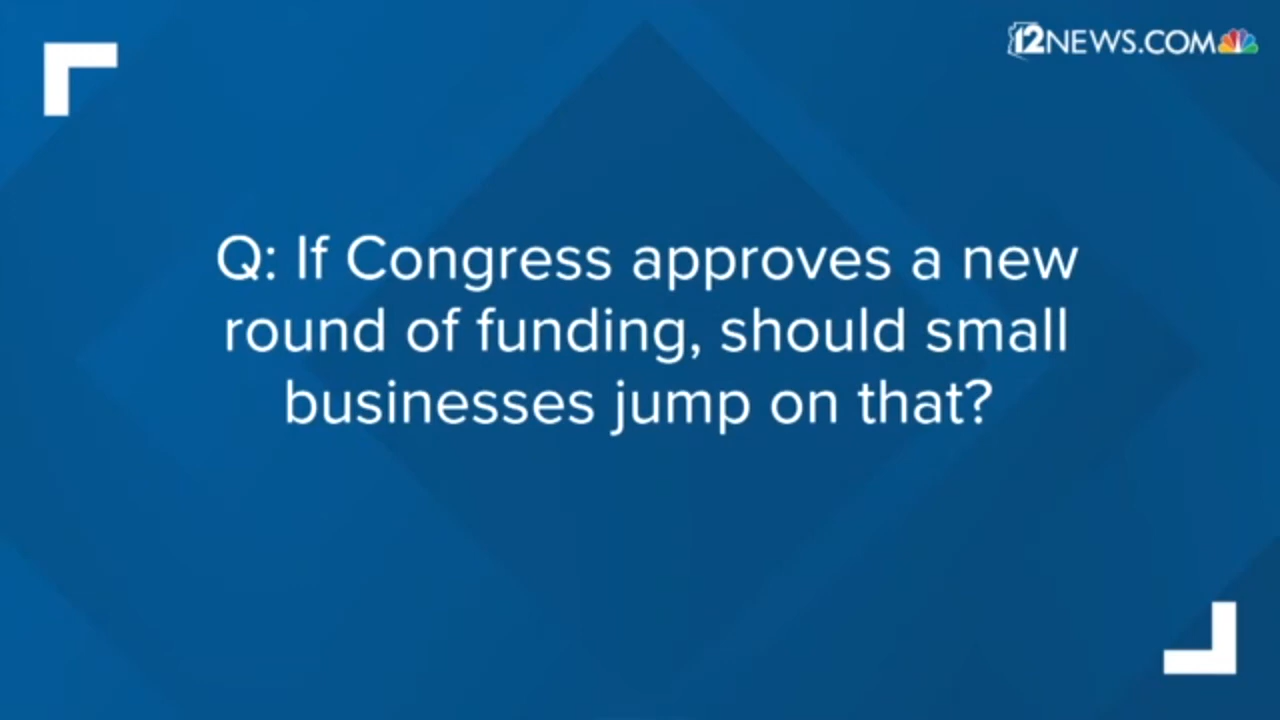 12NEWS.COM
Q: If Congress approves a new
round of funding, should small
businesses jump on that?